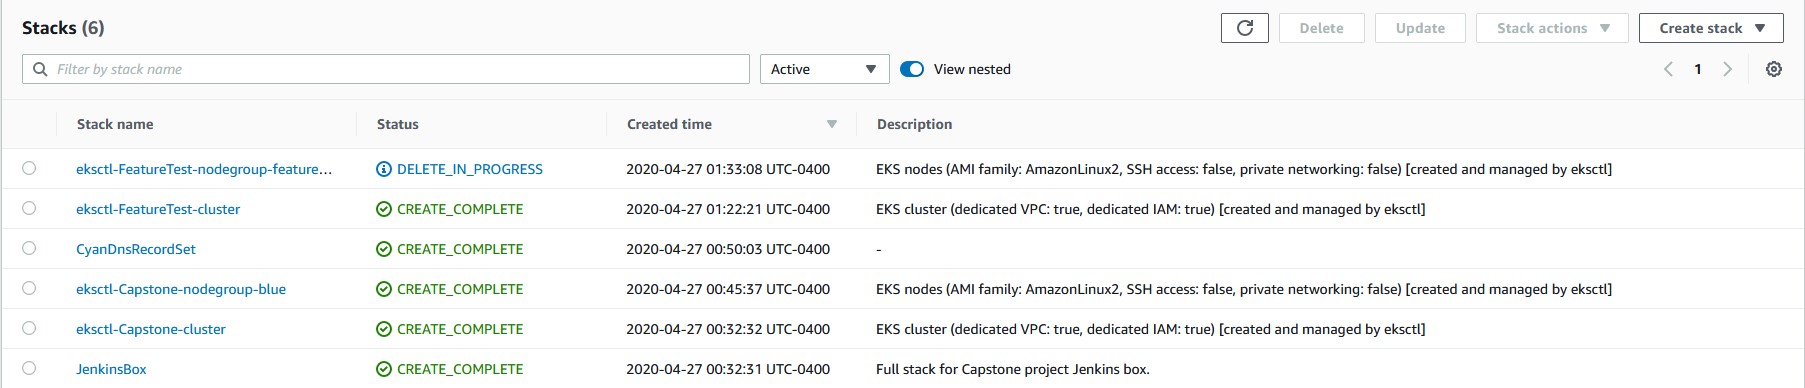 Stacks (6) Delete Update Stack actions Create stack
Filter by stack name Active View nested 1
Stack name Status Created time Description
eksctl-FeatureTest-nodegroup-feature... DELETE_IN_PROGRESS 2020-04-27 01:33:08 UTC-0400 EKS nodes (AMI family: AmazonLinux2, SSH access: false, private networking: false) [created and managed by eksctl]
eksctl-FeatureTest-cluster CREATE_COMPLETE 2020-04-27 01:22:21 UTC-0400 EKS cluster (dedicated VPC: true, dedicated IAM: true) [created and managed by eksctl]
CyanDnsRecordSet CREATE_COMPLETE 2020-04-27 00:50:03 UTC-0400 -
eksctl-Capstone-nodegroup-blue CREATE_COMPLETE 2020-04-27 00:45:37 UTC-0400 EKS nodes (AMI family: AmazonLinux2, SSH access: false, private networking: false) [created and managed by eksctl]
eksctl-Capstone-cluster CREATE_COMPLETE 2020-04-27 00:32:32 UTC-0400 EKS cluster (dedicated VPC: true, dedicated IAM: true) [created and managed by eksctl]
JenkinsBox CREATE_COMPLETE 2020-04-27 00:32:31 UTC-0400 Full stack for Capstone project Jenkins box.